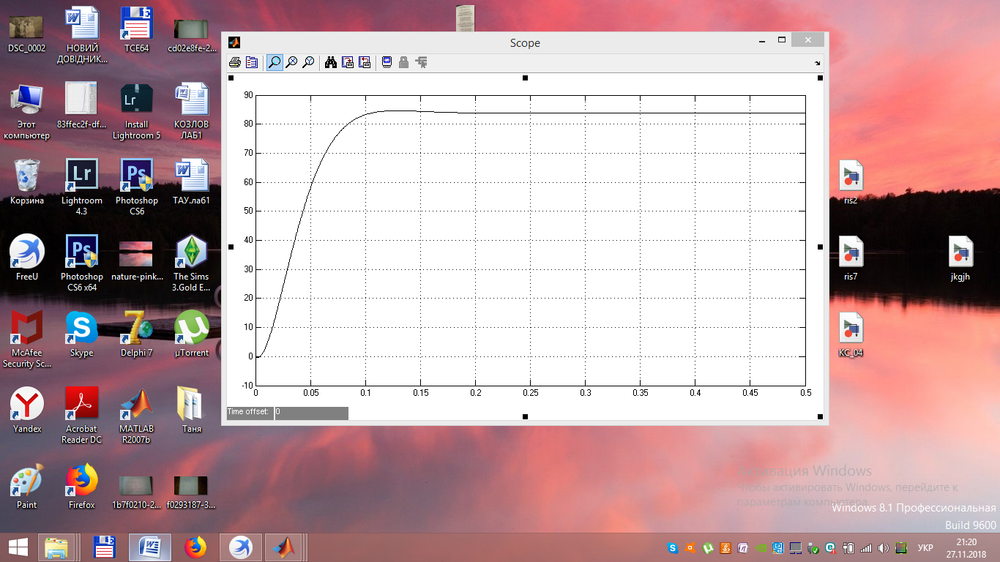 DSC_0002
НОВИЙ
ДОВІДНИК...
TCE64
cd02e8fe-2...
Этот
компьютер
83ffec2f-df...
Install
Lightroom 5
КОЗЛОВ
ЛАБ1
Корзина
Lightroom
4.3
Photoshop
CS6
ТАУ.лаб1
FreeU
Photoshop
CS6 x64
nature-pink...
The Sims
3.Gold E...
McAfee
Security Sc...
Skype
Delphi 7
µTorrent
Yandex
Acrobat
Reader DC
MATLAB
R2007b
Таня
Paint
Firefox
1b7f0210-2...
f0293187-3...
Scope
90
80
70
60
50
40
30
20
10
0
-10
0 0.05 0.1 0.15 0.2 0.25 0.3 0.35 0.4 0.45 0.5
Time offset: 0
ris2
ris7
jkgjh
KC_04
Активация Windows
Чтобы активировать Windows, перейдите к
параметрам компьютера.
Windows 8.1 Профессиональная
Build 9600
УКР
21:20
27.11.2018